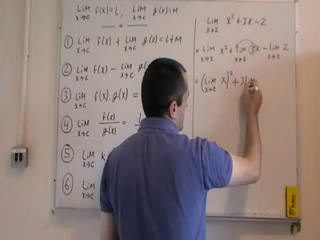 Lim f(x)=L, Lim g(x)=M
x→c x→c
① Lim f(x) + Lim g(x) = L+M
x→c x→c
② Lim f(x) - Lim
x→c
③ Lim f(x).g(x) =
x→c
④ Lim f(x)/g(x) =
x→c
⑤ Lim k
x→c
⑥ Lim
x→c
Lim x²+3x-2
x→2
= Lim x² + Lim 3x - Lim 2
x→2 x→2 x→2
= (Lim x)² + 3(
x→2